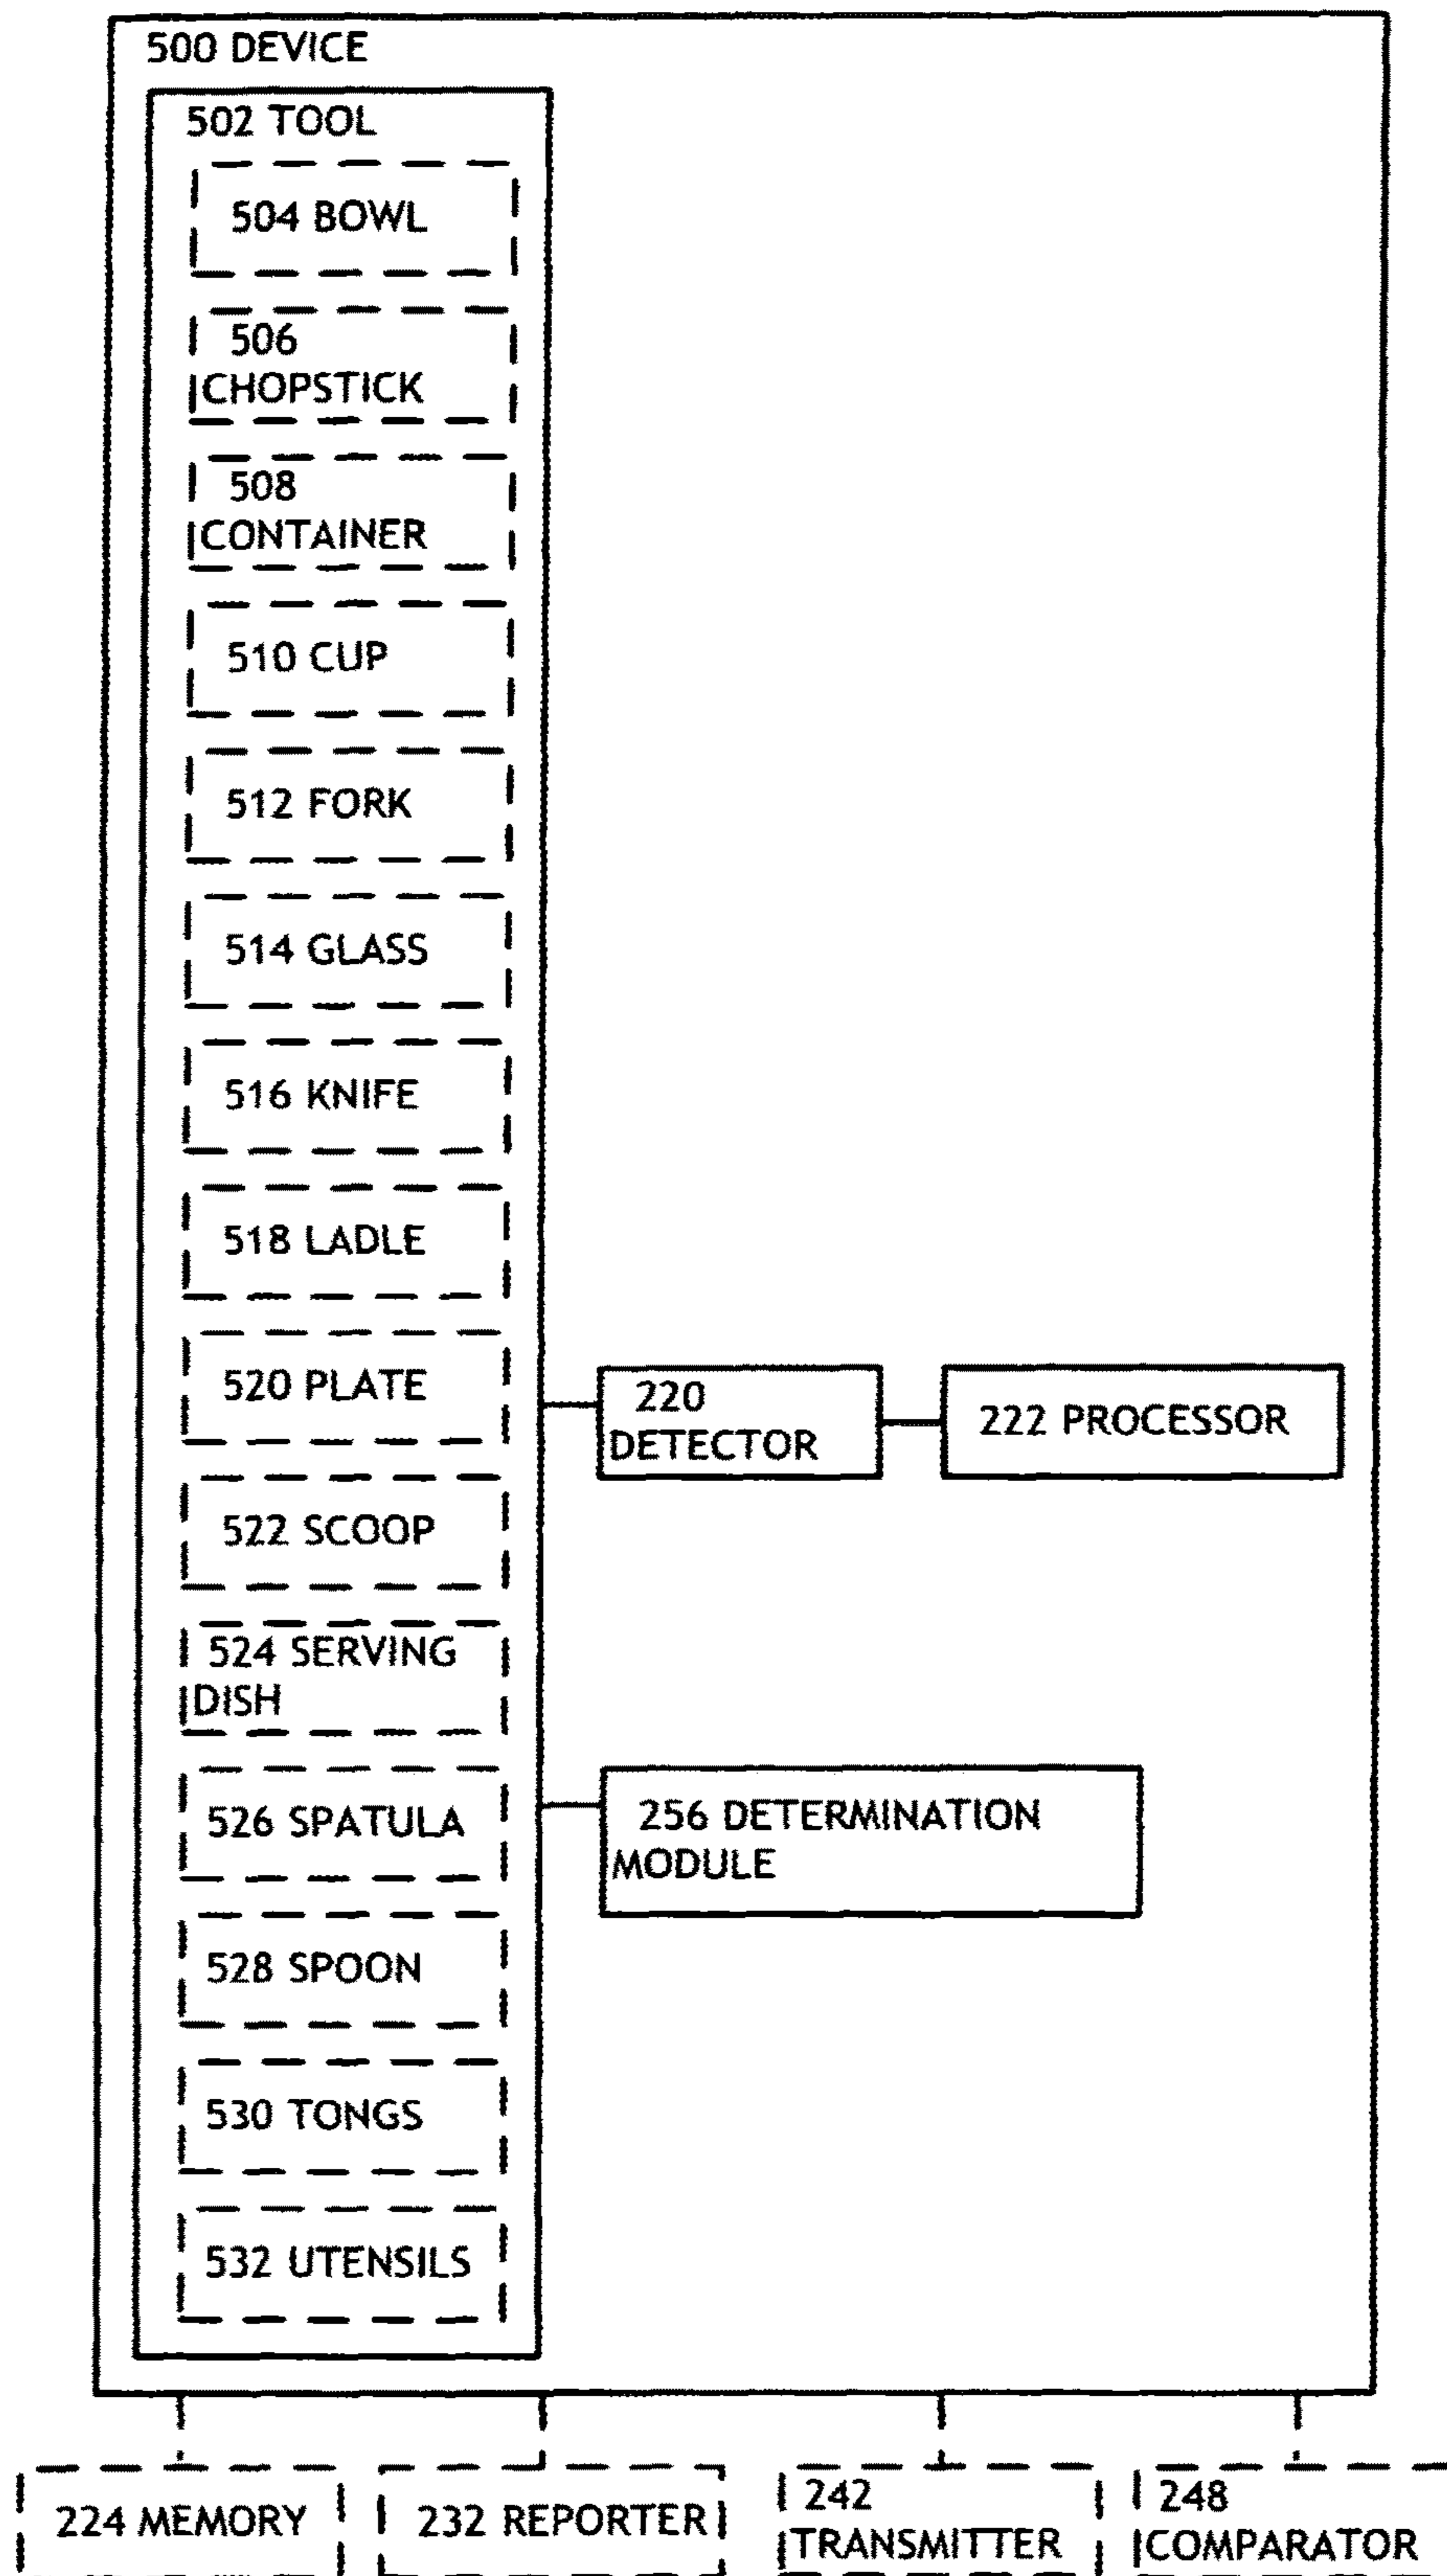 500 DEVICE
502 TOOL
504 BOWL
506
CHOPSTICK
508
CONTAINER
510 CUP
512 FORK
514 GLASS
516 KNIFE
518 LADLE
520 PLATE
522 SCOOP
524 SERVING
DISH
526 SPATULA
528 SPOON
530 TONGS
532 UTENSILS
220
DETECTOR
222 PROCESSOR
256 DETERMINATION
MODULE
224 MEMORY
232 REPORTER
242
TRANSMITTER
248
COMPARATOR